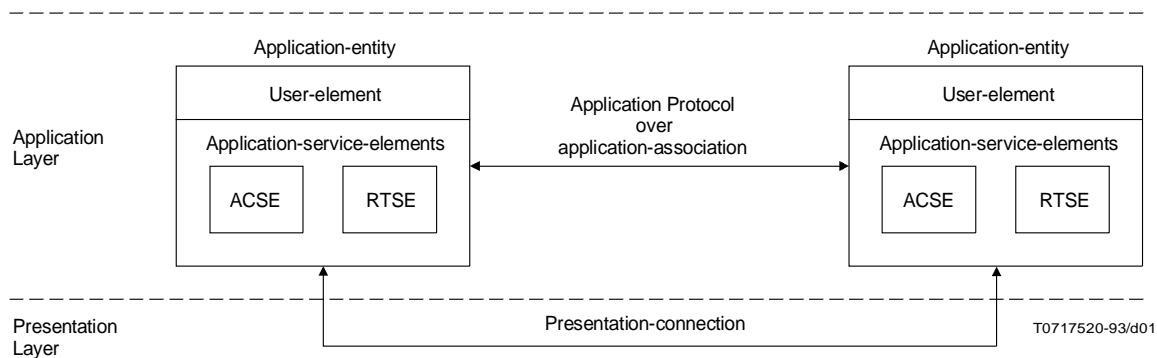 Application-entity
Application-entity
User-element
User-element
Application Protocol
over
application-association
Application
Layer
Application-service-elements
Application-service-elements
ACSE
RTSE
ACSE
RTSE
Presentation
Layer
Presentation-connection
T0717520-93/d01